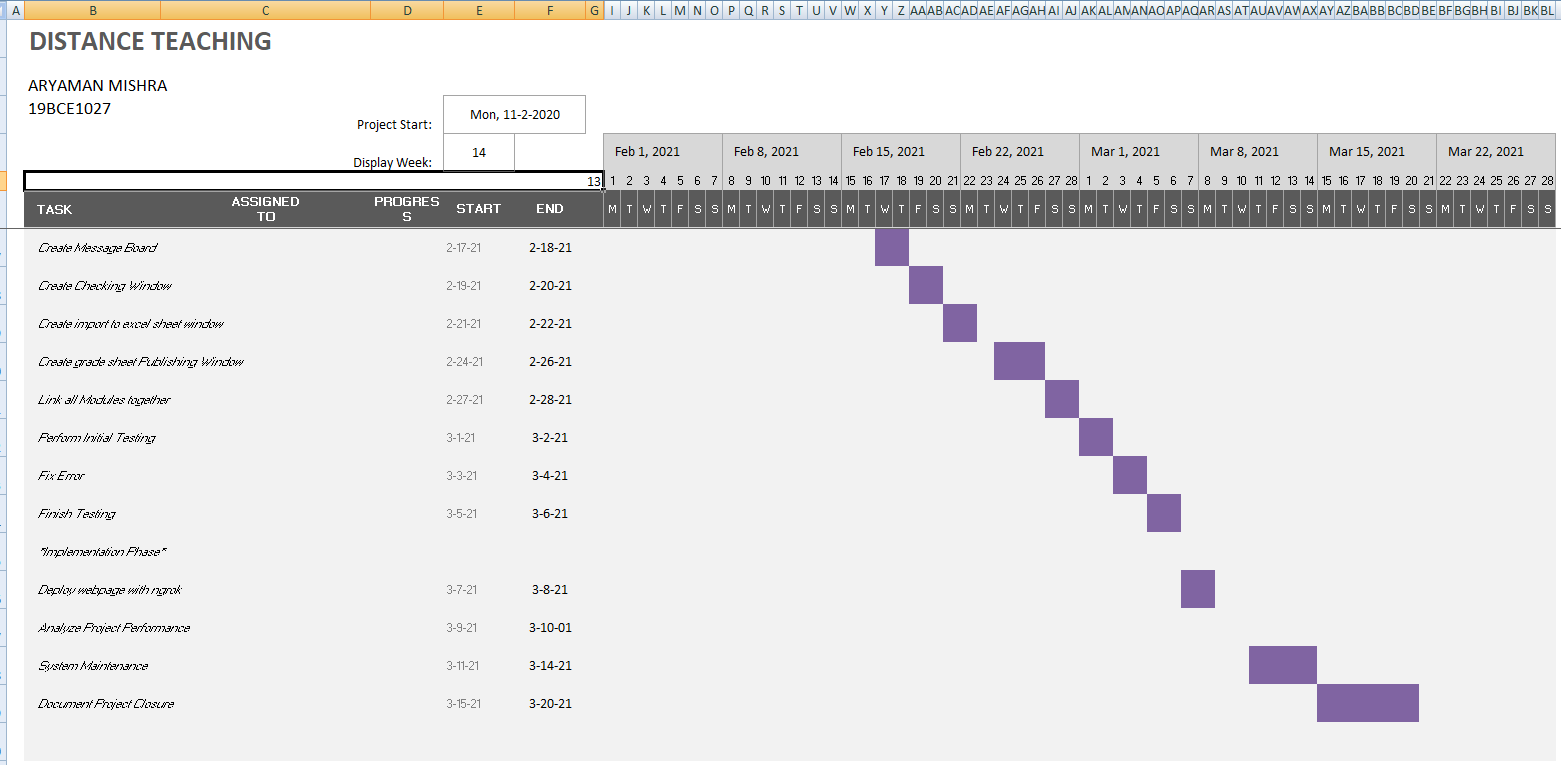 A B C D E F G I J K L M N O P Q R S T U V W X Y Z AA AB AC AD AE AF AG AH AI AJ AK AL AM AN AO AP AQ AR AS AT AU AV AW AX AY AZ BA BB BC BD BE BF BG BH BI BJ BK BL
DISTANCE TEACHING
ARYAMAN MISHRA
19BCE1027
Project Start: Mon, 11-2-2020
Display Week: 14
Feb 1, 2021 Feb 8, 2021 Feb 15, 2021 Feb 22, 2021 Mar 1, 2021 Mar 8, 2021 Mar 15, 2021 Mar 22, 2021
13 1 2 3 4 5 6 7 8 9 10 11 12 13 14 15 16 17 18 19 20 21 22 23 24 25 26 27 28 1 2 3 4 5 6 7 8 9 10 11 12 13 14 15 16 17 18 19 20 21 22 23 24 25 26 27 28
TASK ASSIGNED TO PROGRESS START END M T W T F S S M T W T F S S M T W T F S S M T W T F S S M T W T F S S M T W T F S S M T W T F S S M T W T F S S
Create Message Board 2-17-21 2-18-21
Create Checking Window 2-19-21 2-20-21
Create import to excel sheet window 2-21-21 2-22-21
Create grade sheet Publishing Window 2-24-21 2-26-21
Link all Modules together 2-27-21 2-28-21
Perform Initial Testing 3-1-21 3-2-21
Fix Error 3-3-21 3-4-21
Finish Testing 3-5-21 3-6-21
*Implementation Phase*
Deploy webpage with ngrok 3-7-21 3-8-21
Analyze Project Performance 3-9-21 3-10-01
System Maintenance 3-11-21 3-14-21
Document Project Closure 3-15-21 3-20-21